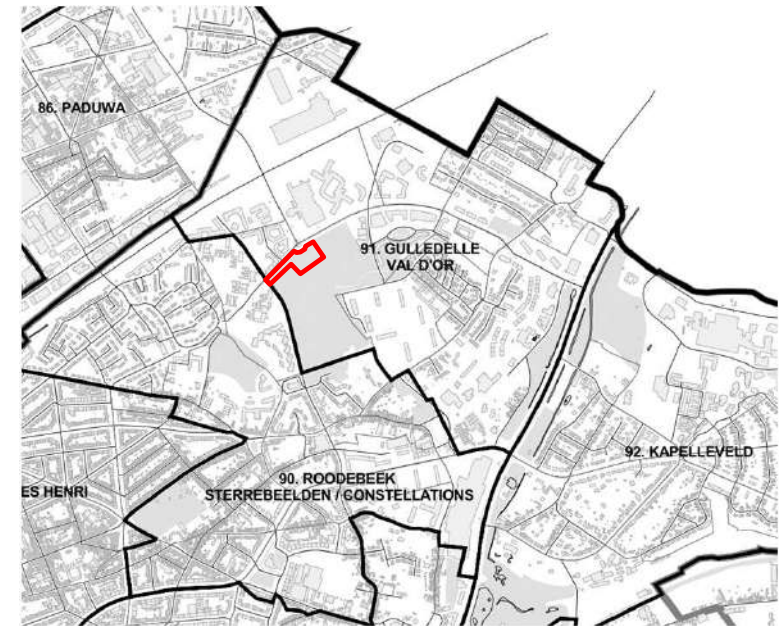 86. PADUWA
91. GULLEDELLE
VAL D'OR
92. KAPELLEVELD
ES HENRI
90. ROODEBEEK
STERREBEELDEN / CONSTELLATIONS